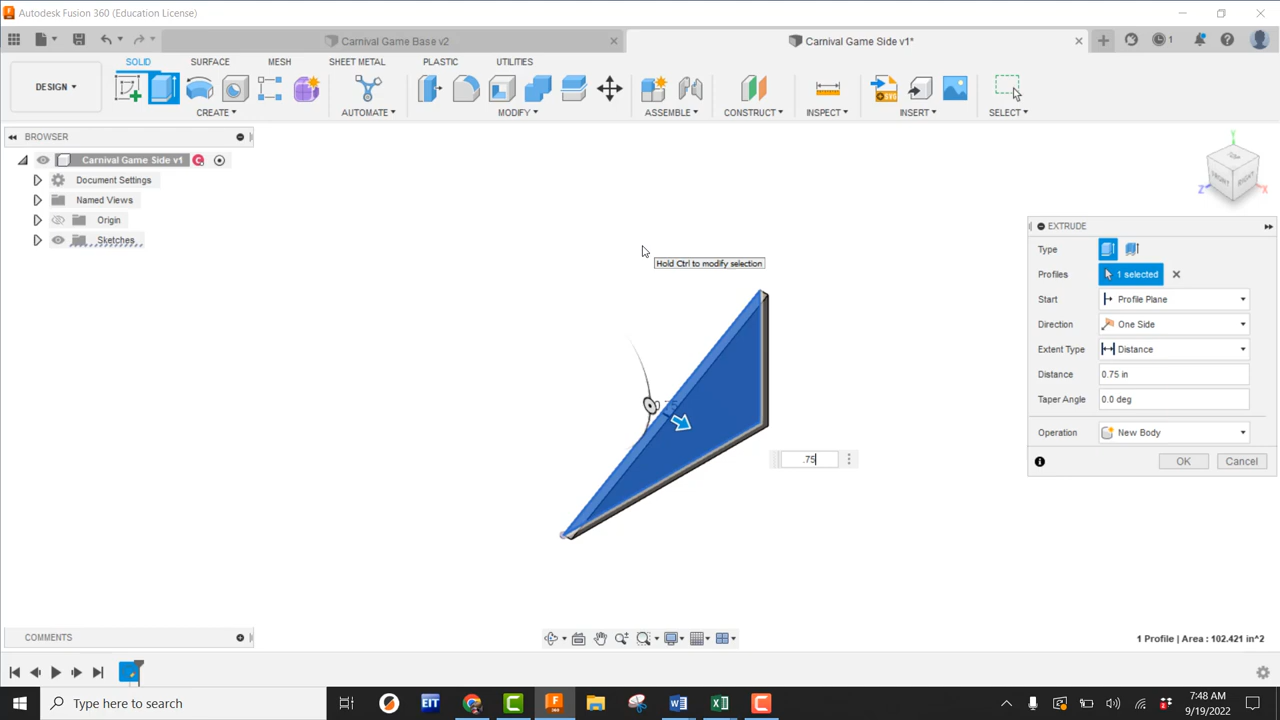 Autodesk Fusion 360 (Education License)
Carnival Game Base v2
Carnival Game Side v1*
DESIGN
SOLID SURFACE MESH SHEET METAL PLASTIC UTILITIES
CREATE AUTOMATE MODIFY ASSEMBLE CONSTRUCT INSPECT INSERT SELECT
BROWSER
Carnival Game Side v1
Document Settings
Named Views
Origin
Sketches
TOP
FRONT
RIGHT
Y
Z
X
Hold Ctrl to modify selection
EXTRUDE
Type
Profiles 1 selected
Start Profile Plane
Direction One Side
Extent Type Distance
Distance 0.75 in
Taper Angle 0.0 deg
Operation New Body
OK Cancel
.75
COMMENTS
1 Profile | Area : 102.421 in^2
Type here to search
EIT
7:48 AM
9/19/2022